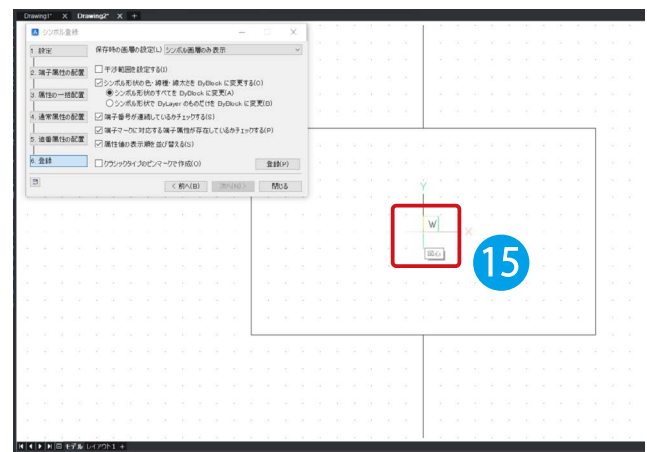 Drawing1* X Drawing2* X +
シンボル登録
1. 設定
保存時の画層の設定(L) シンボル画層のみ表示
2. 端子属性の配置
干渉範囲を設定する(I)
シンボル形状の色・線種・線太さを ByBlock に変更する(O)
3. 属性の一括配置
シンボル形状のすべてを ByBlock に変更(A)
シンボル形状で ByLayer のものだけを ByBlock に変更(B)
4. 通常属性の配置
端子番号が連続しているかチェックする(S)
端子マークに対応する端子属性が存在しているかチェックする(P)
5. 線番属性の配置
属性値の表示順を並び替える(S)
6. 登録
クラシックタイプのピンマークで作成(O)
登録(P)
< 前へ(B)
次へ(N) >
閉じる
Y
W
X
図心
15
モデル レイアウト1 +